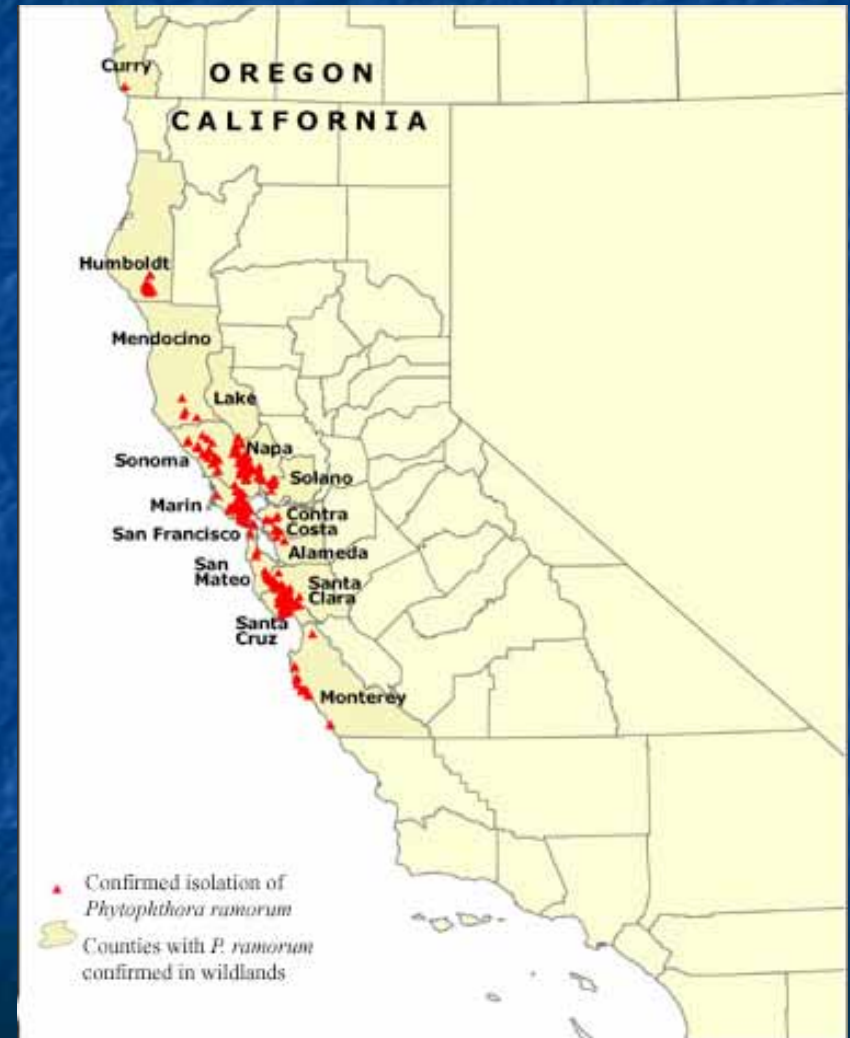 Curry
OREGON
CALIFORNIA
Humboldt
Mendocino
Lake
Napa
Sonoma
Solano
Marin
Contra
Costa
San Francisco
Alameda
San
Mateo
Santa
Clara
Santa
Cruz
Monterey
Confirmed isolation of
Phytophthora ramorum
Counties with P. ramorum
confirmed in wildlands